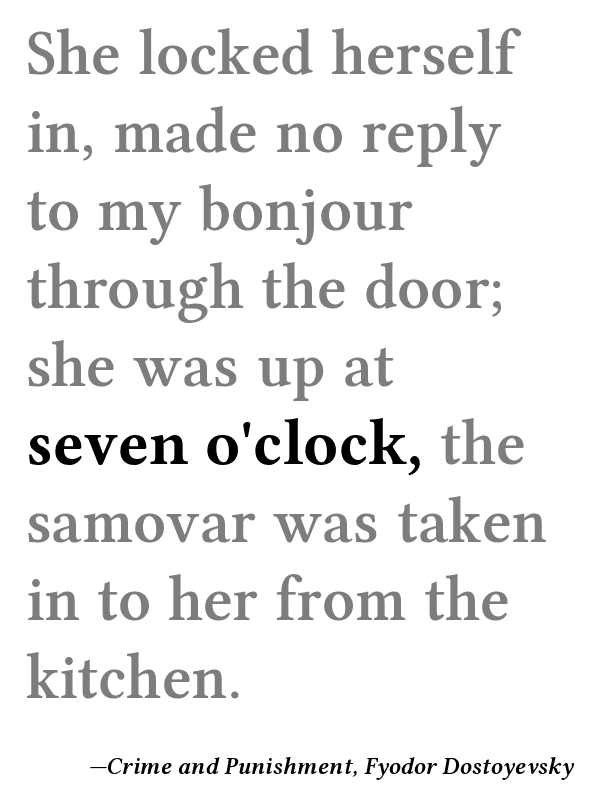 She locked herself
in, made no reply
to my bonjour
through the door;
she was up at
seven o'clock, the
samovar was taken
in to her from the
kitchen.
—Crime and Punishment, Fyodor Dostoyevsky